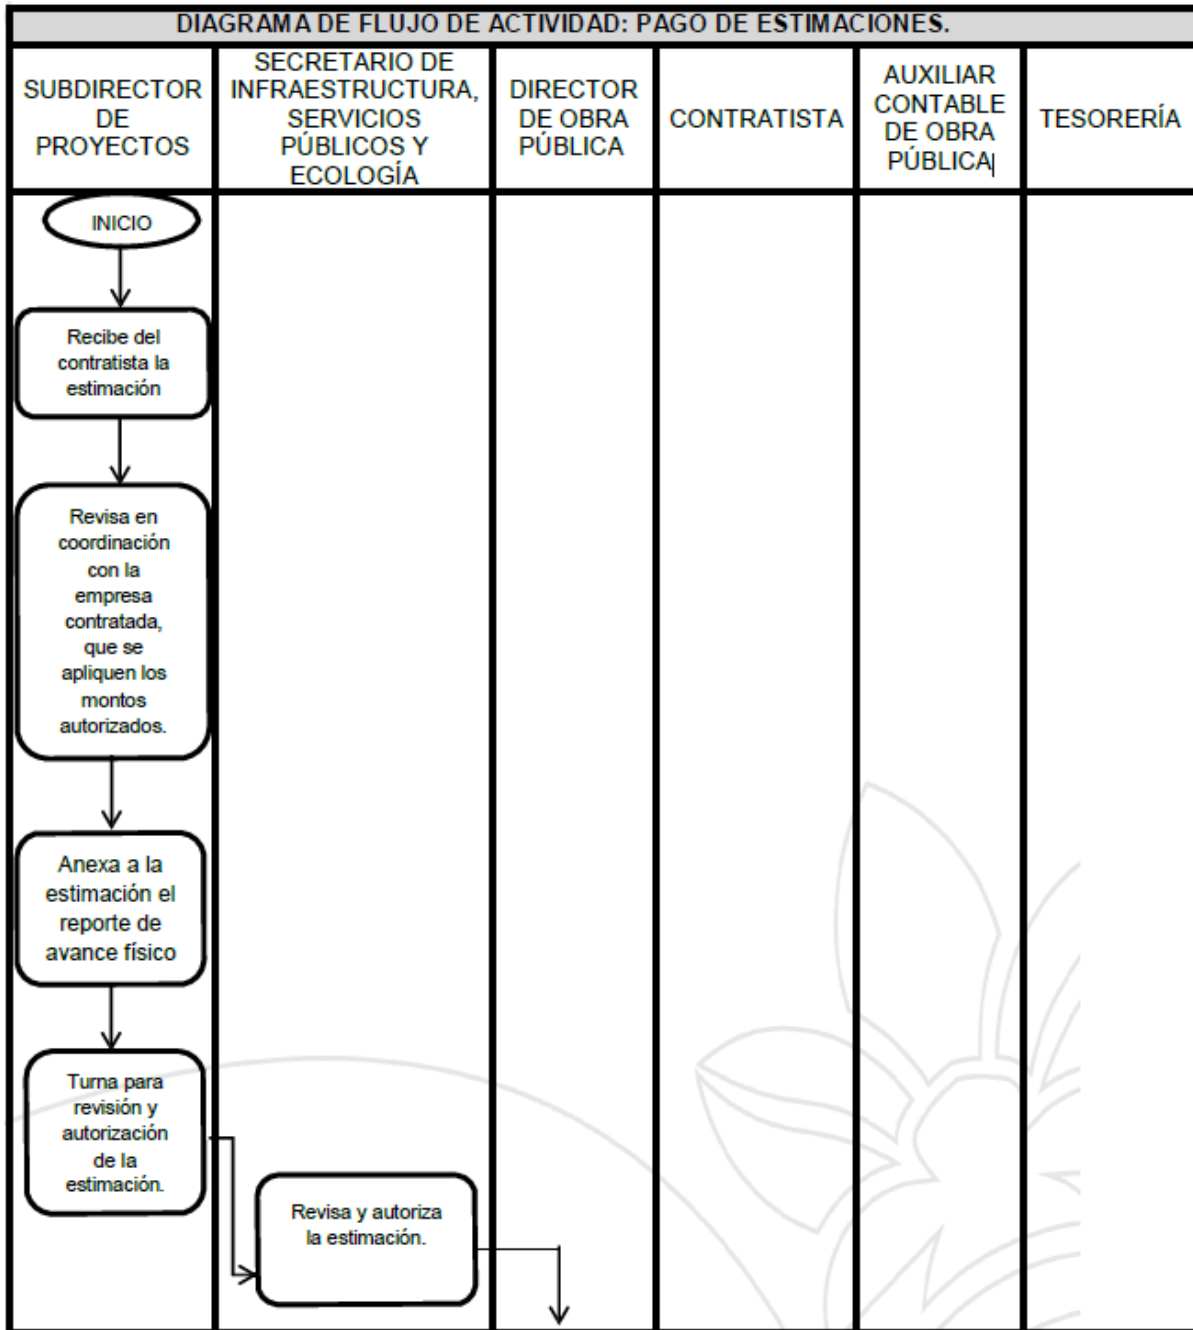 DIAGRAMA DE FLUJO DE ACTIVIDAD: PAGO DE ESTIMACIONES.
SUBDIRECTOR
DE
PROYECTOS
SECRETARIO DE
INFRAESTRUCTURA,
SERVICIOS
PÚBLICOS Y
ECOLOGÍA
DIRECTOR
DE OBRA
PÚBLICA
CONTRATISTA
AUXILIAR
CONTABLE
DE OBRA
PÚBLICA
TESORERÍA
INICIO
Recibe del
contratista la
estimación
Revisa en
coordinación
con la
empresa
contratada,
que se
apliquen los
montos
autorizados.
Anexa a la
estimación el
reporte de
avance físico
Turna para
revisión y
autorización
de la
estimación.
Revisa y autoriza
la estimación.